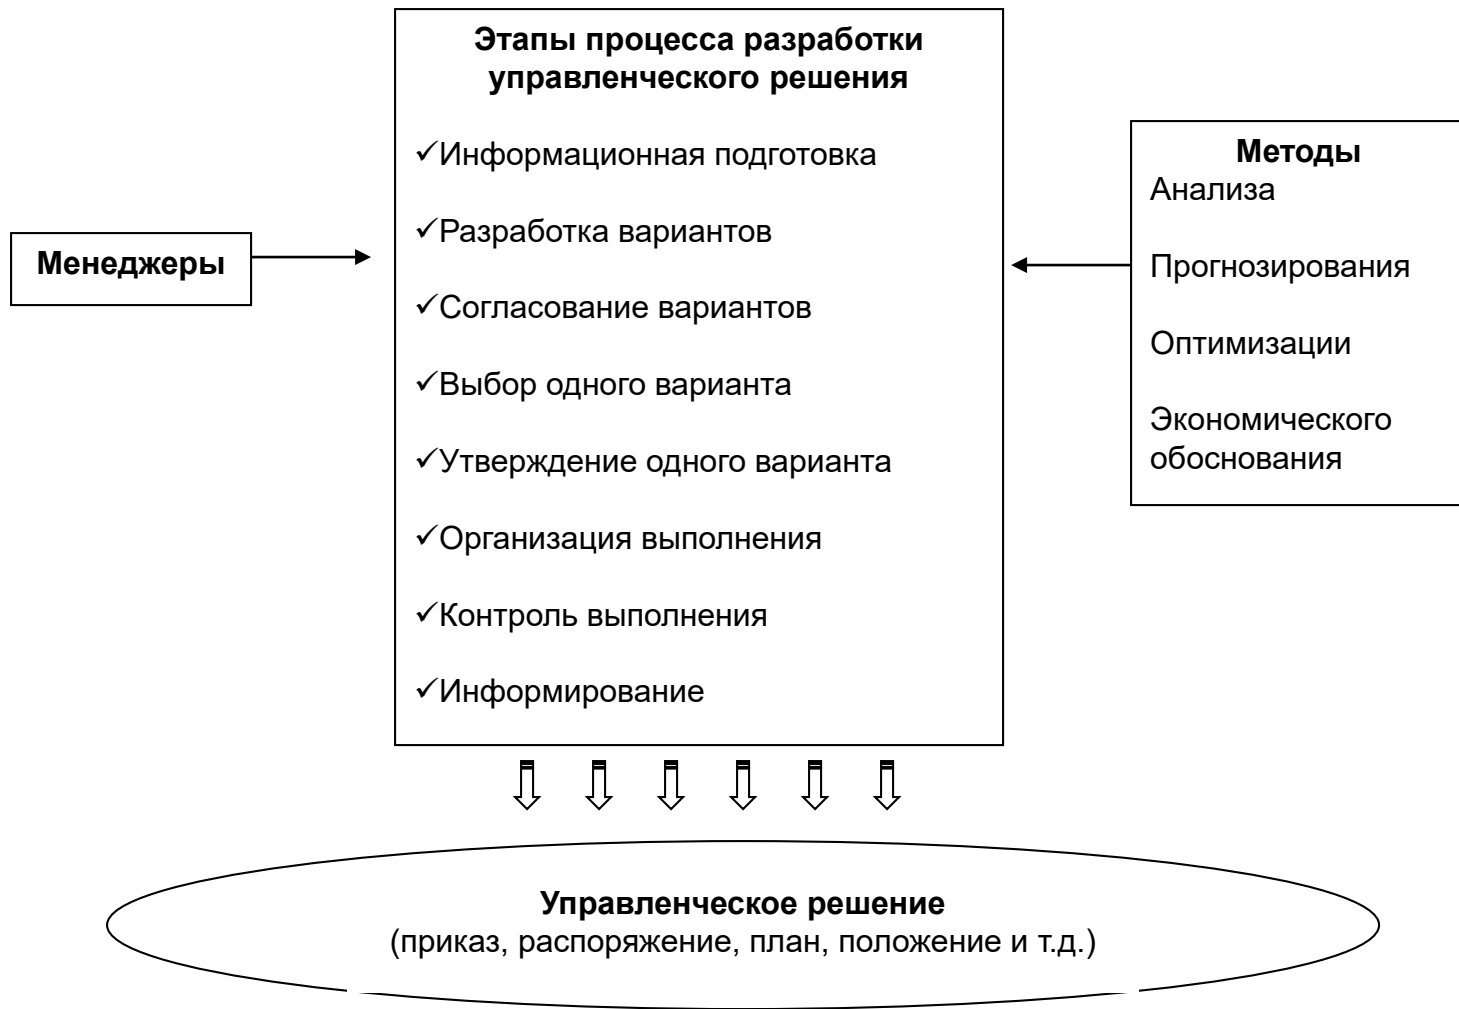 Этапы процесса разработки
управленческого решения
✓Информационная подготовка
✓Разработка вариантов
✓Согласование вариантов
✓Выбор одного варианта
✓Утверждение одного варианта
✓Организация выполнения
✓Контроль выполнения
✓Информирование
Менеджеры
Методы
Анализа
Прогнозирования
Оптимизации
Экономического
обоснования
Управленческое решение
(приказ, распоряжение, план, положение и т.д.)